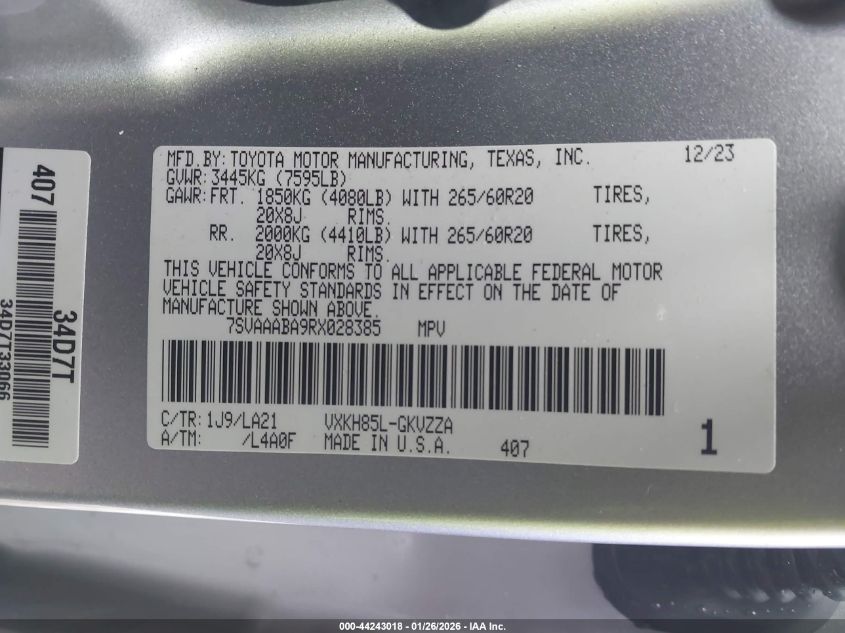 407
34D7T
34D7T33066
MFD.BY:TOYOTA MOTOR MANUFACTURING, TEXAS, INC. 12/23
GVWR:3445KG (7595LB)
GAWR:FRT. 1850KG (4080LB) WITH 265/60R20 TIRES,
20X8J RIMS.
RR. 2000KG (4410LB) WITH 265/60R20 TIRES,
20X8J RIMS.
THIS VEHICLE CONFORMS TO ALL APPLICABLE FEDERAL MOTOR
VEHICLE SAFETY STANDARDS IN EFFECT ON THE DATE OF
MANUFACTURE SHOWN ABOVE.
7SVAAABA9RX028385 MPV
C/TR:1J9/LA21 VXKH85L-GKVZZA
A/TM: /L4A0F MADE IN U.S.A. 407 1
000-44243018 - 01/26/2026 - IAA Inc.